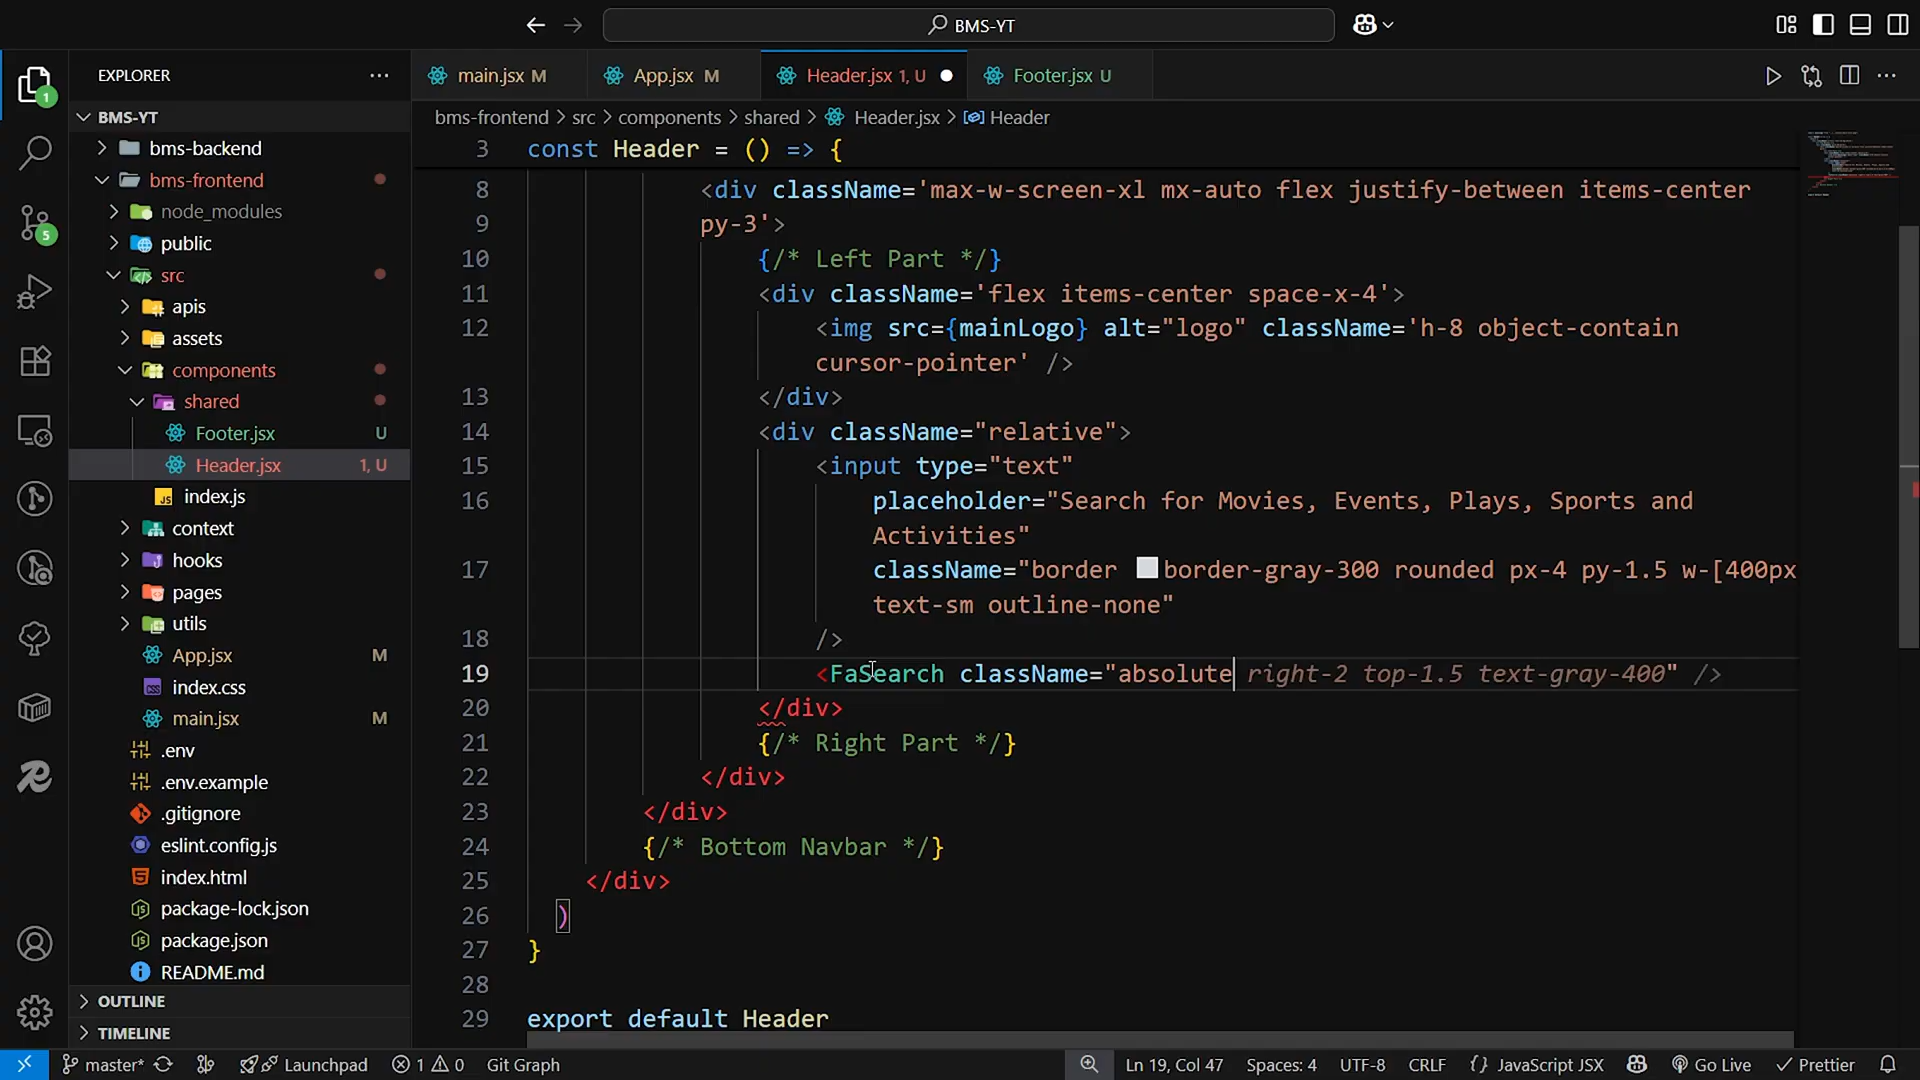 BMS-YT
EXPLORER
BMS-YT
bms-backend
bms-frontend
node_modules
public
src
apis
assets
components
shared
Footer.jsx U
Header.jsx 1, U
index.js
context
hooks
pages
utils
App.jsx M
index.css
main.jsx M
.env
.env.example
.gitignore
eslint.config.js
index.html
package-lock.json
package.json
README.md
OUTLINE
TIMELINE
1
5
main.jsx M
App.jsx M
Header.jsx 1, U
Footer.jsx U
bms-frontend > src > components > shared > Header.jsx > Header
3 const Header = () => {
8 <div className='max-w-screen-xl mx-auto flex justify-between items-center
9 py-3'>
10 {/* Left Part */}
11 <div className='flex items-center space-x-4'>
12 <img src={mainLogo} alt="logo" className='h-8 object-contain
cursor-pointer' />
13 </div>
14 <div className="relative">
15 <input type="text"
16 placeholder="Search for Movies, Events, Plays, Sports and
Activities"
17 className="border border-gray-300 rounded px-4 py-1.5 w-[400px
text-sm outline-none"
18 />
19 <FaSearch className="absolute right-2 top-1.5 text-gray-400" />
20 </div>
21 {/* Right Part */}
22 </div>
23 </div>
24 {/* Bottom Navbar */}
25 </div>
26 )
27 }
28
29 export default Header
master* Launchpad 1 0 Git Graph Ln 19, Col 47 Spaces: 4 UTF-8 CRLF {} JavaScript JSX Go Live Prettier